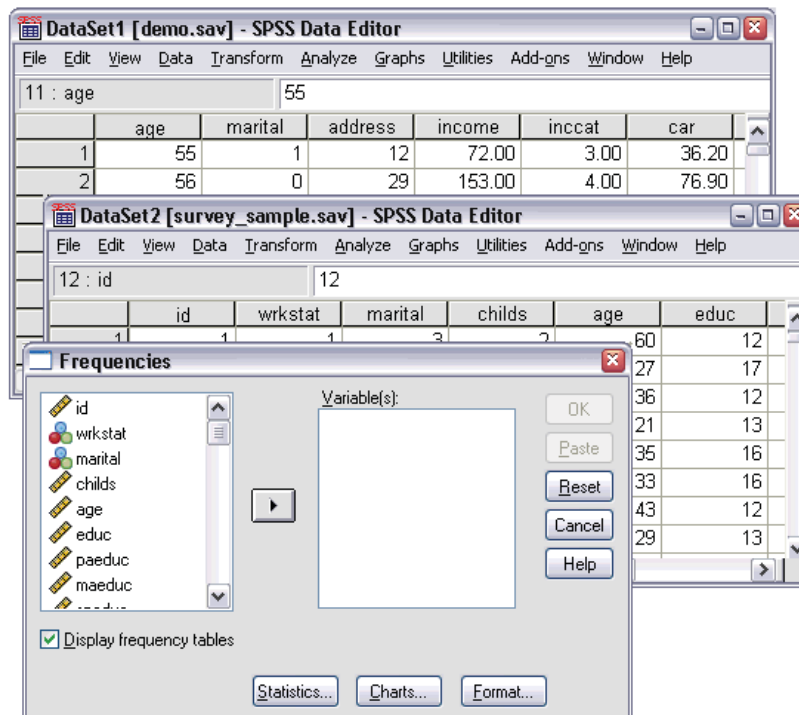 DataSet1 [demo.sav] - SPSS Data Editor
File Edit View Data Transform Analyze Graphs Utilities Add-ons Window Help
11 : age 55
age marital address income inccat car
1 55 1 12 72.00 3.00 36.20
2 56 0 29 153.00 4.00 76.90
DataSet2 [survey_sample.sav] - SPSS Data Editor
File Edit View Data Transform Analyze Graphs Utilities Add-ons Window Help
12 : id 12
id wrkstat marital childs age educ
1 1 1 3 2 60 12
27 17
36 12
21 13
35 16
33 16
43 12
29 13
Frequencies
id
wrkstat
marital
childs
age
educ
paeduc
maeduc
Variable(s):
OK
Paste
Reset
Cancel
Help
Display frequency tables
Statistics... Charts... Format...